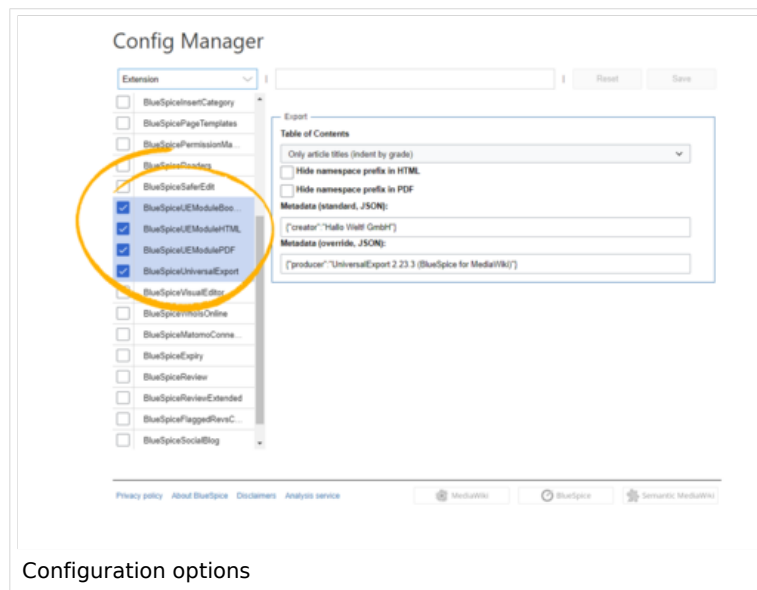 Config Manager
Extension
Reset
Save
BlueSpiceInsertCategory
BlueSpicePageTemplates
BlueSpicePermissionMa...
BlueSpiceReaders
BlueSpiceSaferEdit
BlueSpiceUEModuleBoo...
BlueSpiceUEModuleHTML
BlueSpiceUEModulePDF
BlueSpiceUniversalExport
BlueSpiceVisualEditor
BlueSpiceWhoIsOnline
BlueSpiceMatomoConne...
BlueSpiceExpiry
BlueSpiceReview
BlueSpiceReviewExtended
BlueSpiceFlaggedRevsC...
BlueSpiceSocialBlog
Export
Table of Contents
Only article titles (indent by grade)
Hide namespace prefix in HTML
Hide namespace prefix in PDF
Metadata (standard, JSON):
{"creator":"Hallo Welt! GmbH"}
Metadata (override, JSON):
{"producer":"UniversalExport 2.23.3 (BlueSpice for MediaWiki)"}
Privacy policy About BlueSpice Disclaimers Analysis service
MediaWiki
BlueSpice
Semantic MediaWiki
Configuration options